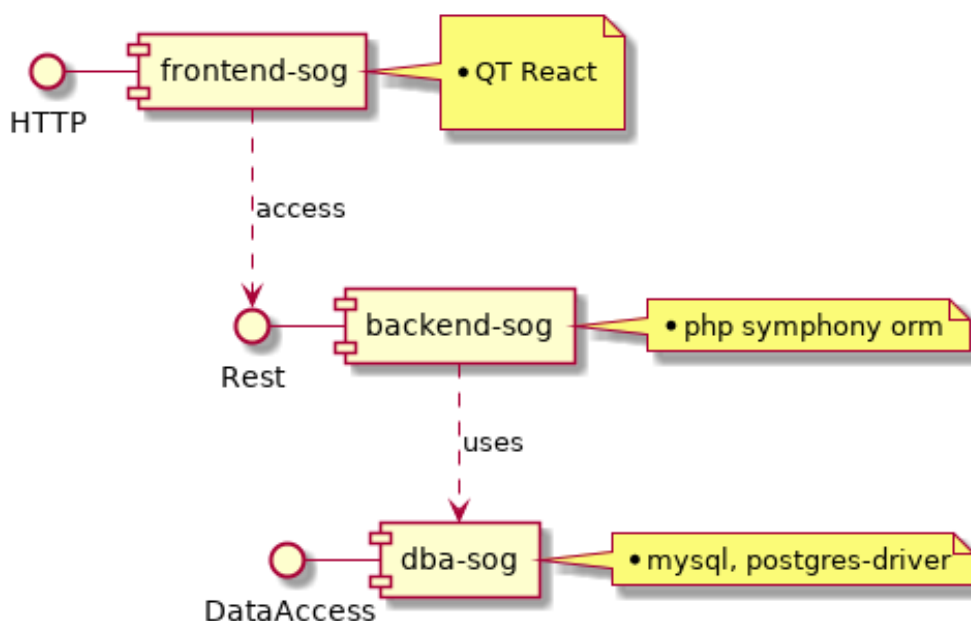 frontend-sog
• QT React
HTTP
access
backend-sog
• php symphony orm
Rest
uses
dba-sog
• mysql, postgres-driver
DataAccess